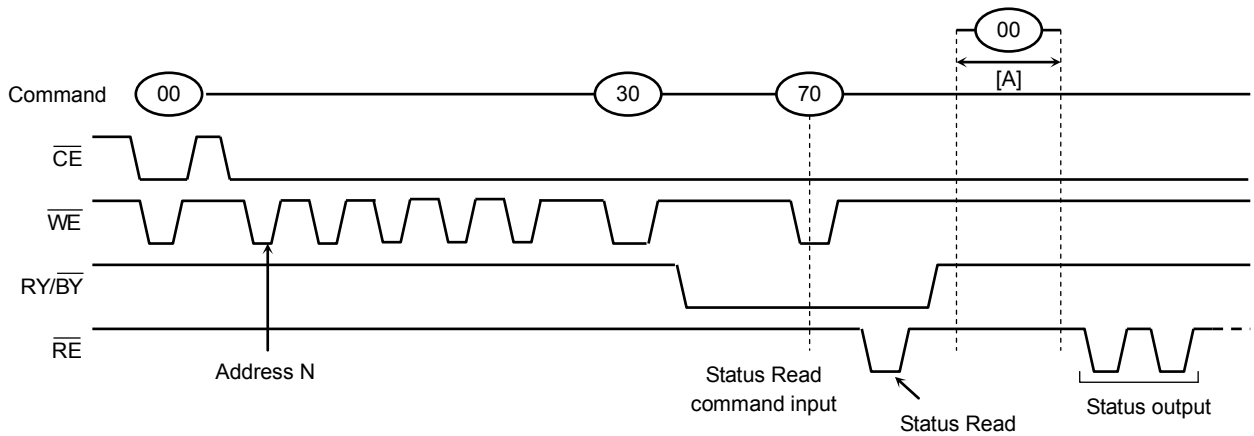 00
[A]
Command 00 30 70
CE
WE
RY/BY
RE
Address N
Status Read
command input
Status Read
Status output